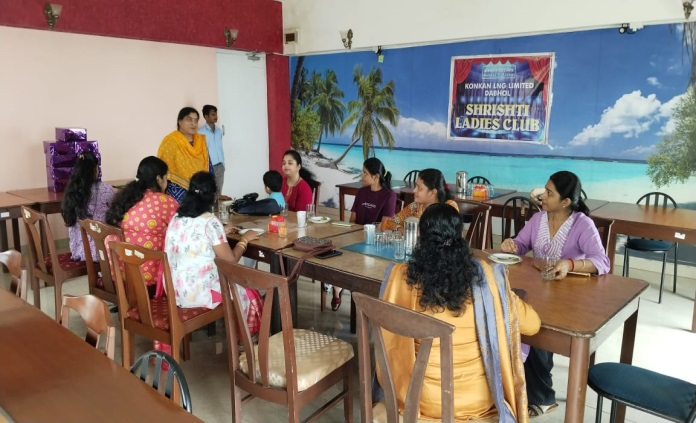 KONKAN LNG LIMITED
DABHOL
SHRISHTI
LADIES CLUB